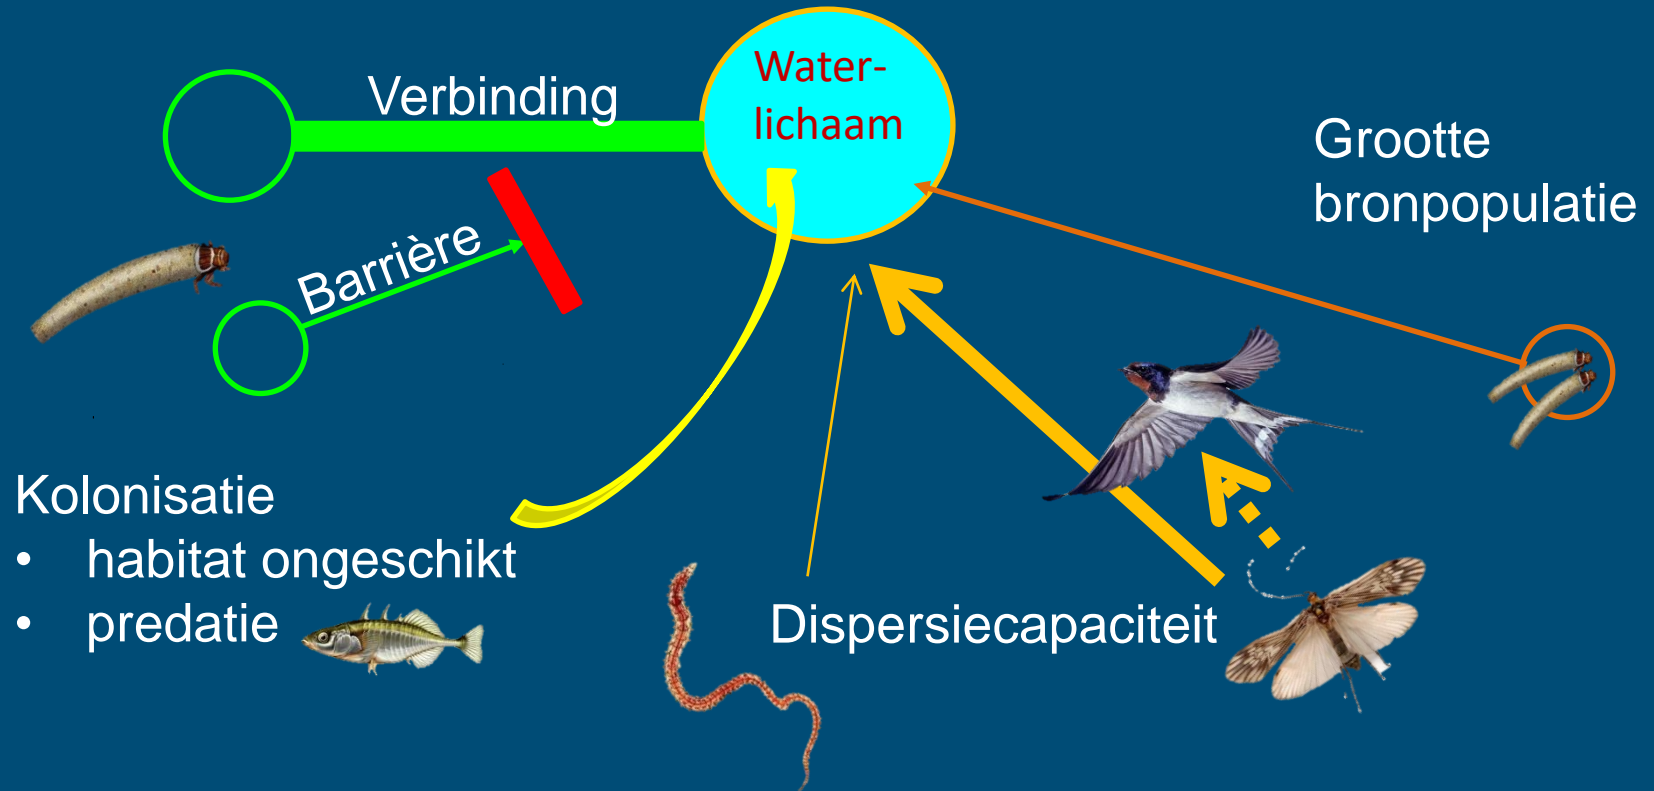 Verbinding
Water-
lichaam
Grootte
bronpopulatie
Barrière
Kolonisatie
• habitat ongeschikt
• predatie
Dispersiecapaciteit